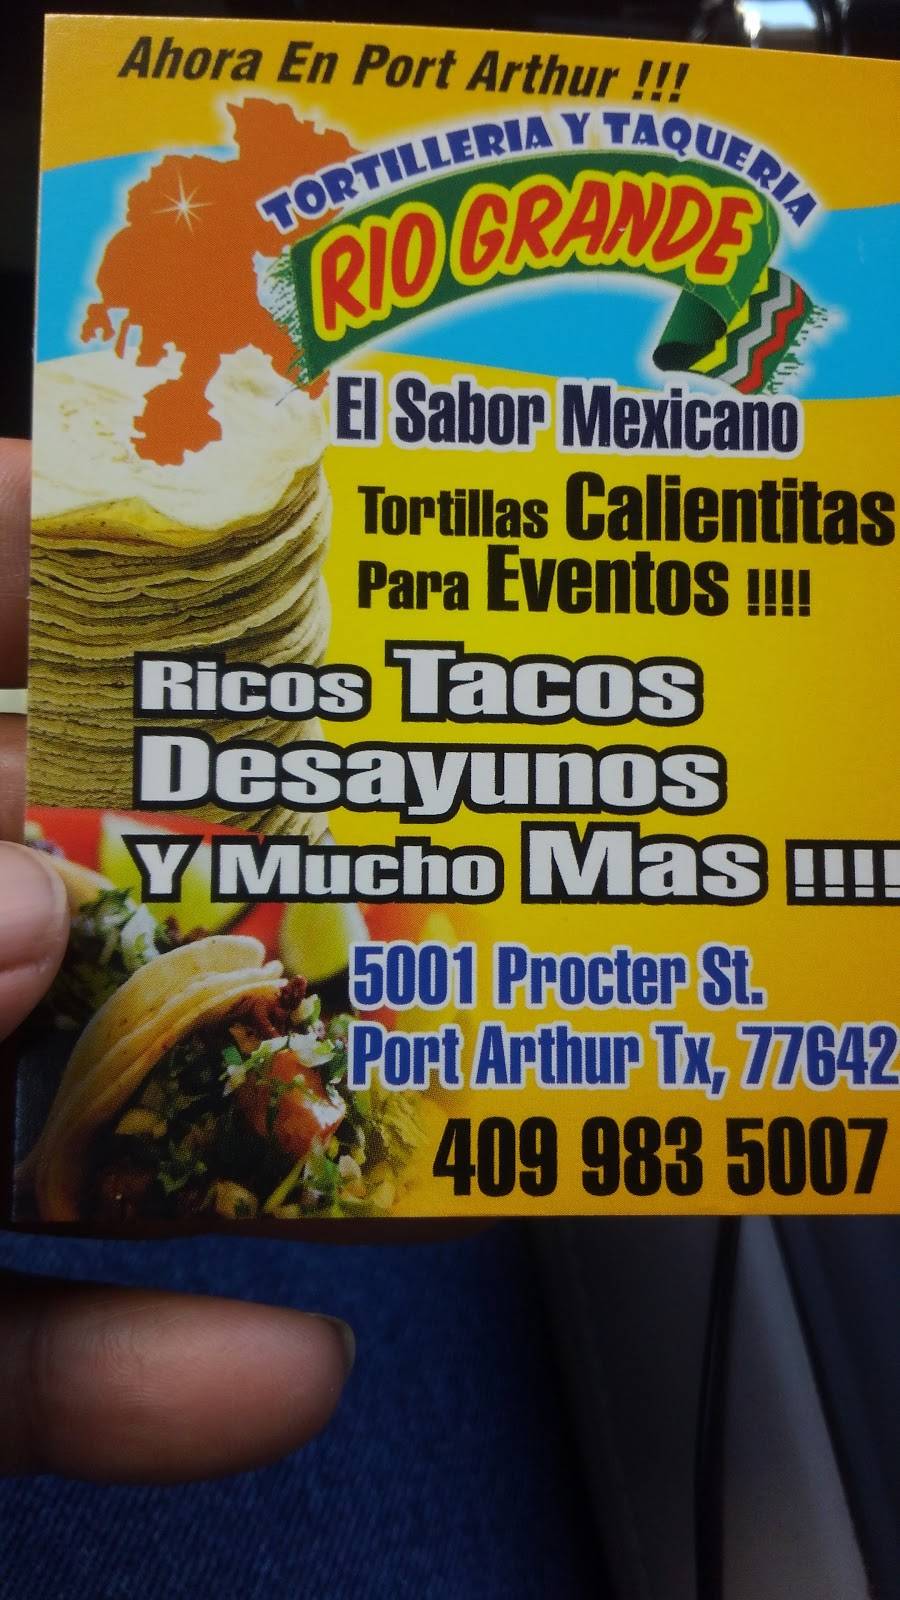 Ahora En Port Arthur !!!
TORTILLERIA Y TAQUERIA
RIO GRANDE
El Sabor Mexicano
Tortillas Calientitas
Para Eventos !!!!
Ricos Tacos
Desayunos
Y Mucho Mas !!!!
5001 Procter St.
Port Arthur Tx, 77642
409 983 5007